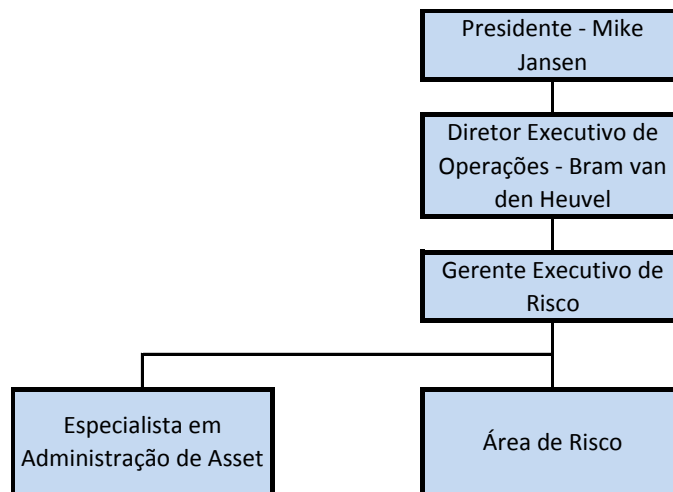 Presidente - Mike
Jansen
Diretor Executivo de
Operações - Bram van
den Heuvel
Gerente Executivo de
Risco
Especialista em
Administração de Asset
Área de Risco